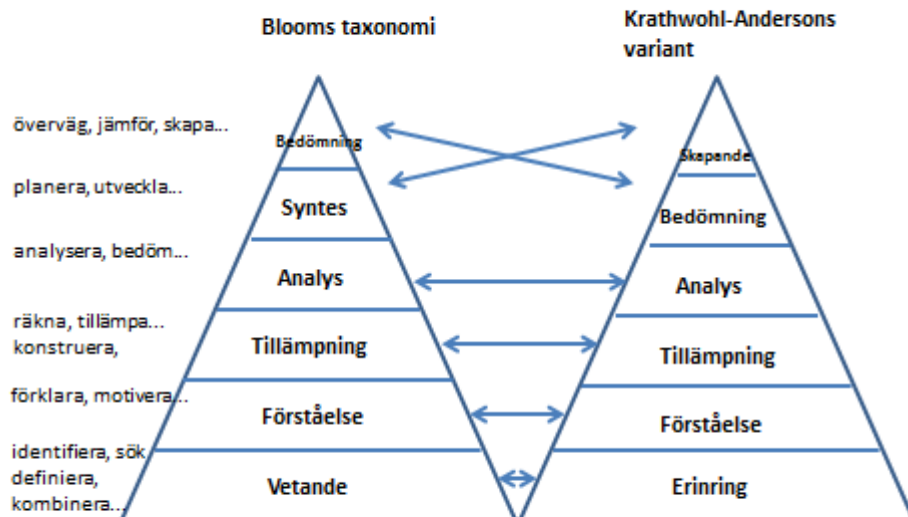 Blooms taxonomi
Krathwohl-Andersons
variant
överväg, jämför, skapa...
Bedömning
Skapande
planera, utveckla...
Syntes
Bedömning
analysera, bedöm...
Analys
Analys
räkna, tillämpa...
konstruera,
Tillämpning
Tillämpning
förklara, motivera...
Förståelse
Förståelse
identifiera, sök
definiera,
kombinera...
Vetande
Erinring